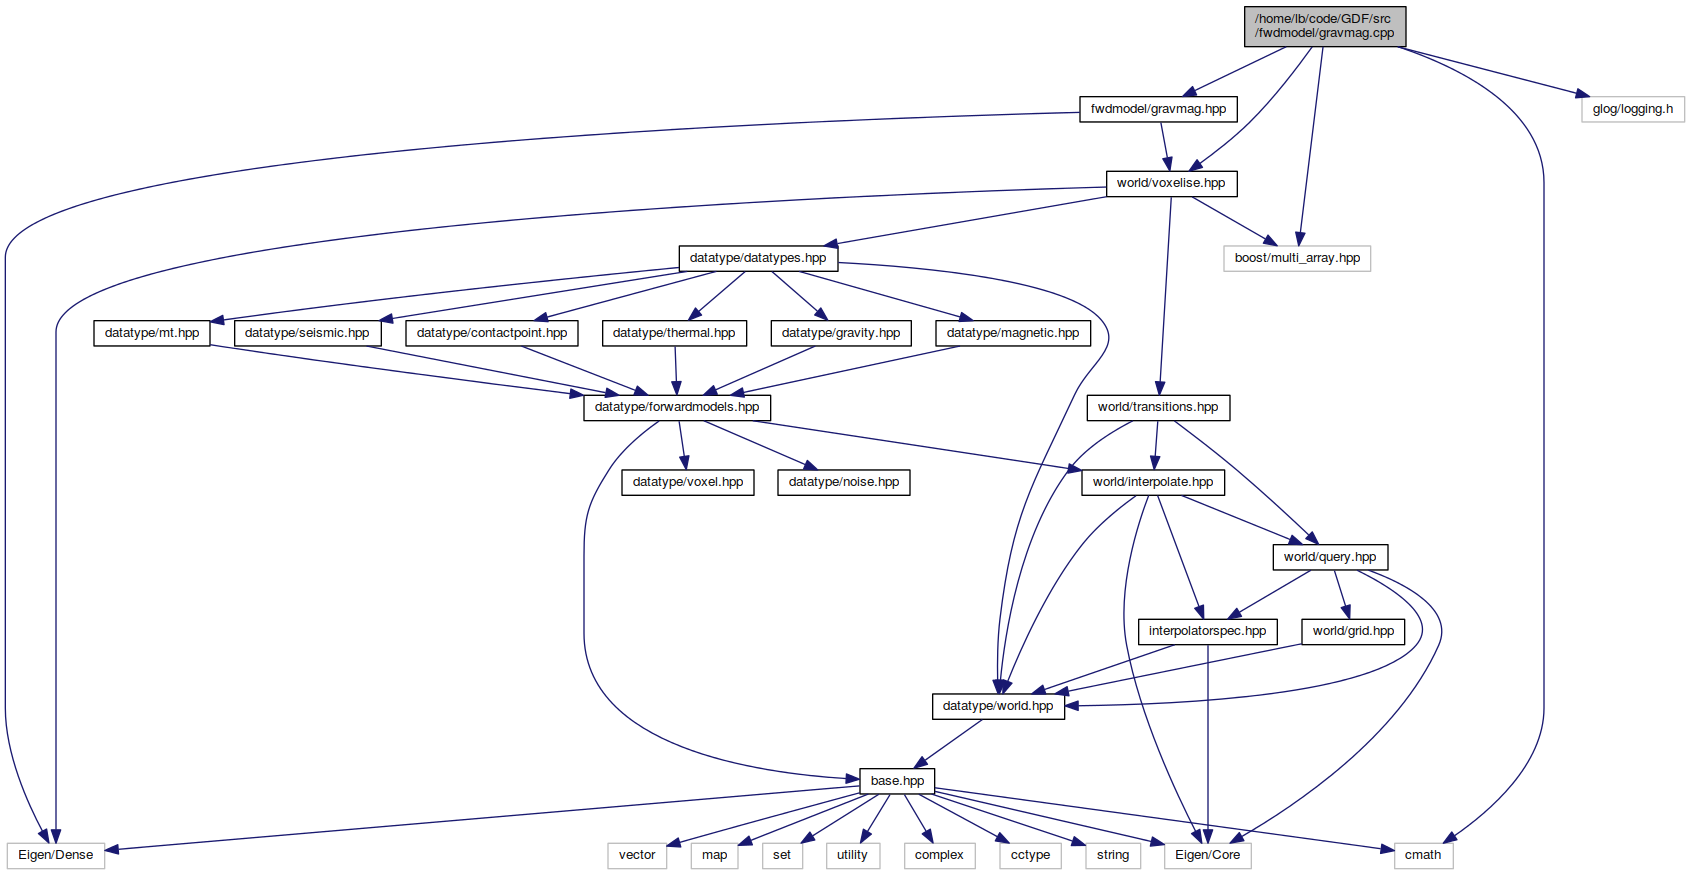 /home/lb/code/GDF/src
/fwdmodel/gravmag.cpp
fwdmodel/gravmag.hpp
glog/logging.h
world/voxelise.hpp
datatype/datatypes.hpp
boost/multi_array.hpp
datatype/mt.hpp
datatype/seismic.hpp
datatype/contactpoint.hpp
datatype/thermal.hpp
datatype/gravity.hpp
datatype/magnetic.hpp
datatype/forwardmodels.hpp
world/transitions.hpp
datatype/voxel.hpp
datatype/noise.hpp
world/interpolate.hpp
world/query.hpp
interpolatorspec.hpp
world/grid.hpp
datatype/world.hpp
base.hpp
Eigen/Dense
vector
map
set
utility
complex
cctype
string
Eigen/Core
cmath